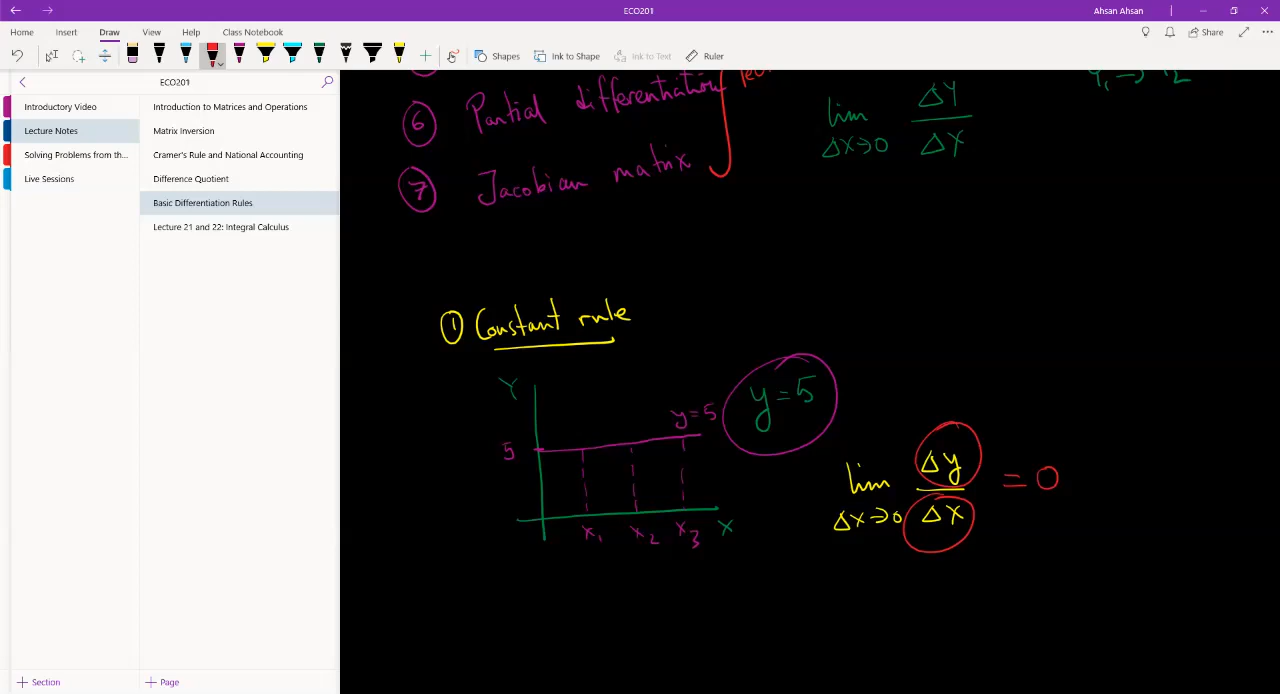 ECO201
Ahsan Ahsan
Home Insert Draw View Help Class Notebook
Share
Shapes Ink to Shape Ink to Text Ruler
ECO201
Introductory Video
Lecture Notes
Solving Problems from th...
Live Sessions
Introduction to Matrices and Operations
Matrix Inversion
Cramer's Rule and National Accounting
Difference Quotient
Basic Differentiation Rules
Lecture 21 and 22: Integral Calculus
+ Section
+ Page
⑥ Partial differentiation
⑦ Jacobian matrix
lim ΔY
ΔX→0 ΔX
① Constant rule
Y
y=5
5
x1 x2 x3 X
y=5
lim Δy = 0
Δx→0 Δx